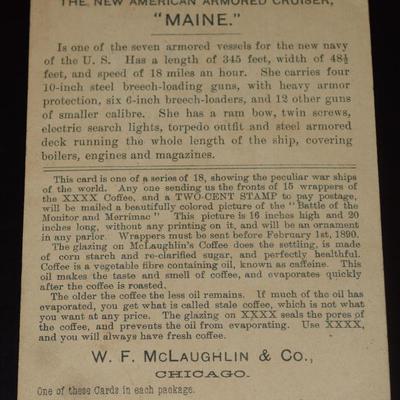 THE NEW AMERICAN ARMORED CRUISER,
"MAINE."
Is one of the seven armored vessels for the new navy
of the U. S. Has a length of 345 feet, width of 48½
feet, and speed of 18 miles an hour. She carries four
10-inch steel breech-loading guns, with heavy armor
protection, six 6-inch breech-loaders, and 12 other guns
of smaller calibre. She has a ram bow, twin screws,
electric search lights, torpedo outfit and steel armored
deck running the whole length of the ship, covering
boilers, engines and magazines.
This card is one of a series of 18, showing the peculiar war ships
of the world. Any one sending us the fronts of 15 wrappers of
the XXXX Coffee, and a TWO-CENT STAMP to pay postage,
will be mailed a beautifully colored picture of the "Battle of the
Monitor and Merrimac" This picture is 16 inches high and 20
inches long, without any printing on it, and will be an ornament
in any parlor. Wrappers must be sent before February 1st, 1890.
The glazing on McLaughlin's Coffee does the settling, is made
of corn starch and re-clarified sugar, and perfectly healthful.
Coffee is a vegetable fibre containing oil, known as caffeine. This
oil makes the taste and smell of coffee, and evaporates quickly
after the coffee is roasted.
The older the coffee the less oil remains. If much of the oil has
evaporated, you get what is called stale coffee, which is not what
you want at any price. The glazing on XXXX seals the pores of
the coffee, and prevents the oil from evaporating. Use XXXX,
and you will always have fresh coffee.
W. F. McLAUGHLIN & CO.,
CHICAGO.
One of these Cards in each package.